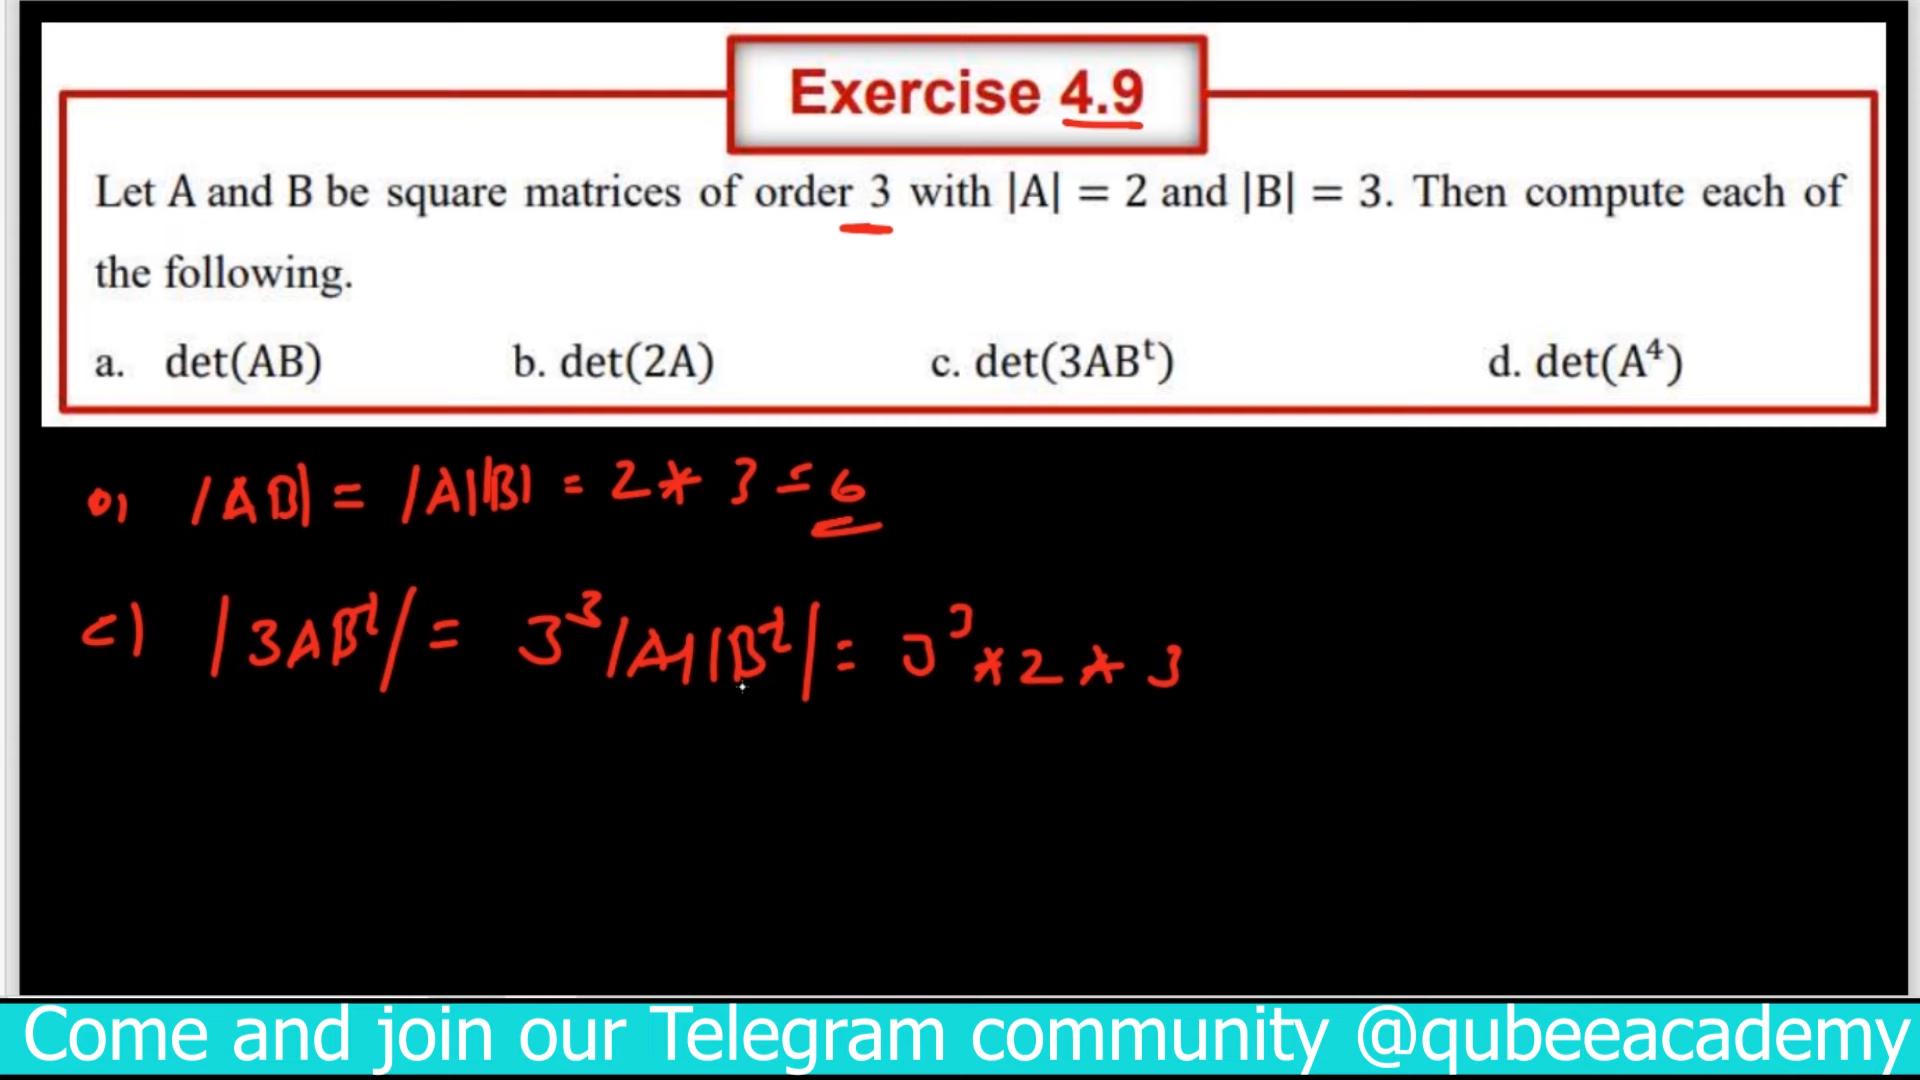 Exercise 4.9
Let A and B be square matrices of order 3 with |A| = 2 and |B| = 3. Then compute each of
the following.
a. det(AB) b. det(2A) c. det(3ABᵗ) d. det(A⁴)
a) |AB| = |A||B| = 2 * 3 = 6
c) |3ABᵗ| = 3³|A||Bᵗ| = 3³ * 2 * 3
Come and join our Telegram community @qubeeacademy